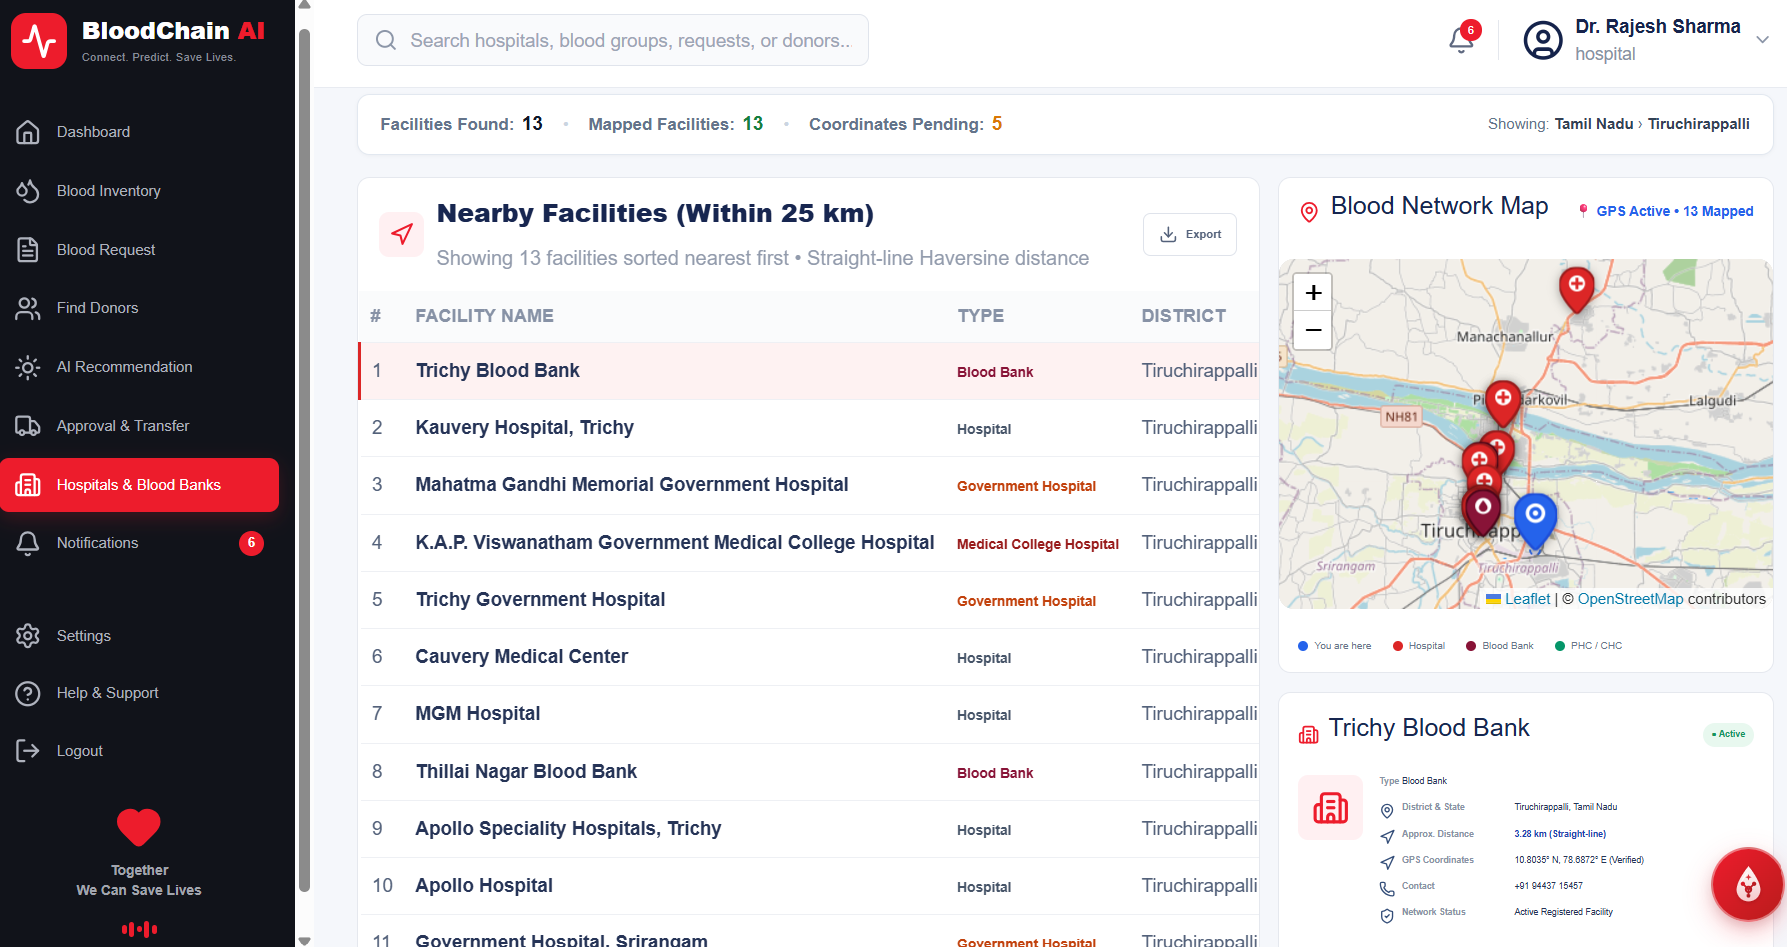 BloodChain AI
Connect. Predict. Save Lives.
Dashboard
Blood Inventory
Blood Request
Find Donors
AI Recommendation
Approval & Transfer
Hospitals & Blood Banks
Notifications
6
Settings
Help & Support
Logout
Together
We Can Save Lives
Search hospitals, blood groups, requests, or donors..
6
Dr. Rajesh Sharma
hospital
Facilities Found: 13 • Mapped Facilities: 13 • Coordinates Pending: 5
Showing: Tamil Nadu › Tiruchirappalli
Nearby Facilities (Within 25 km)
Showing 13 facilities sorted nearest first • Straight-line Haversine distance
Export
# FACILITY NAME TYPE DISTRICT
1 Trichy Blood Bank Blood Bank Tiruchirappalli
2 Kauvery Hospital, Trichy Hospital Tiruchirappalli
3 Mahatma Gandhi Memorial Government Hospital Government Hospital Tiruchirappalli
4 K.A.P. Viswanatham Government Medical College Hospital Medical College Hospital Tiruchirappalli
5 Trichy Government Hospital Government Hospital Tiruchirappalli
6 Cauvery Medical Center Hospital Tiruchirappalli
7 MGM Hospital Hospital Tiruchirappalli
8 Thillai Nagar Blood Bank Blood Bank Tiruchirappalli
9 Apollo Speciality Hospitals, Trichy Hospital Tiruchirappalli
10 Apollo Hospital Hospital Tiruchirappalli
11 Government Hospital, Srirangam Government Hospital Tiruchirappalli
Blood Network Map
GPS Active • 13 Mapped
+
−
Manachanallur
NH81
Lalgudi
Srirangam
Tiruchirappalli
Leaflet | © OpenStreetMap contributors
You are here
Hospital
Blood Bank
PHC / CHC
Trichy Blood Bank
• Active
Type Blood Bank
District & State Tiruchirappalli, Tamil Nadu
Approx. Distance 3.28 km (Straight-line)
GPS Coordinates 10.8035° N, 78.6872° E (Verified)
Contact +91 94437 15457
Network Status Active Registered Facility